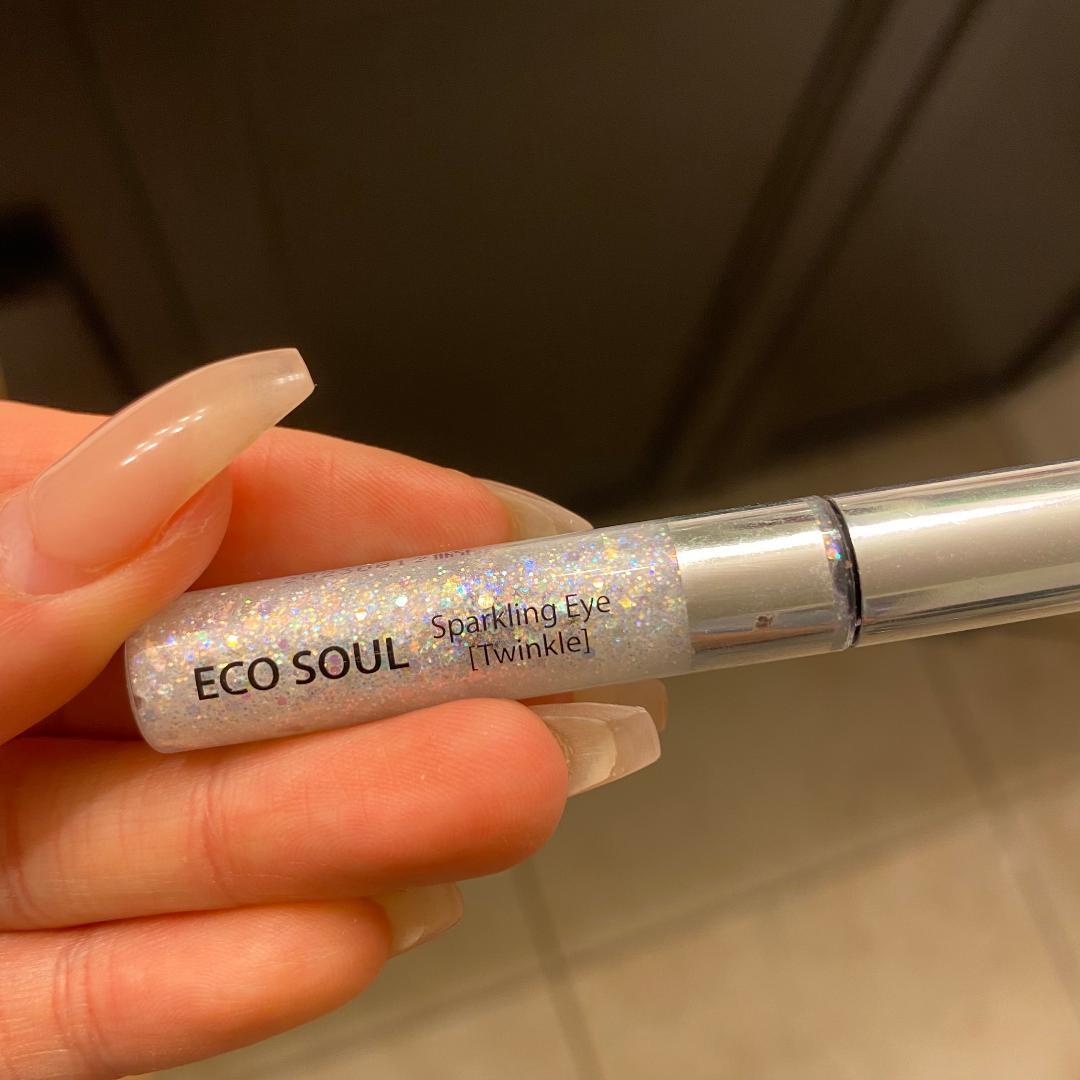 ECO SOUL
Sparkling Eye
[Twinkle]